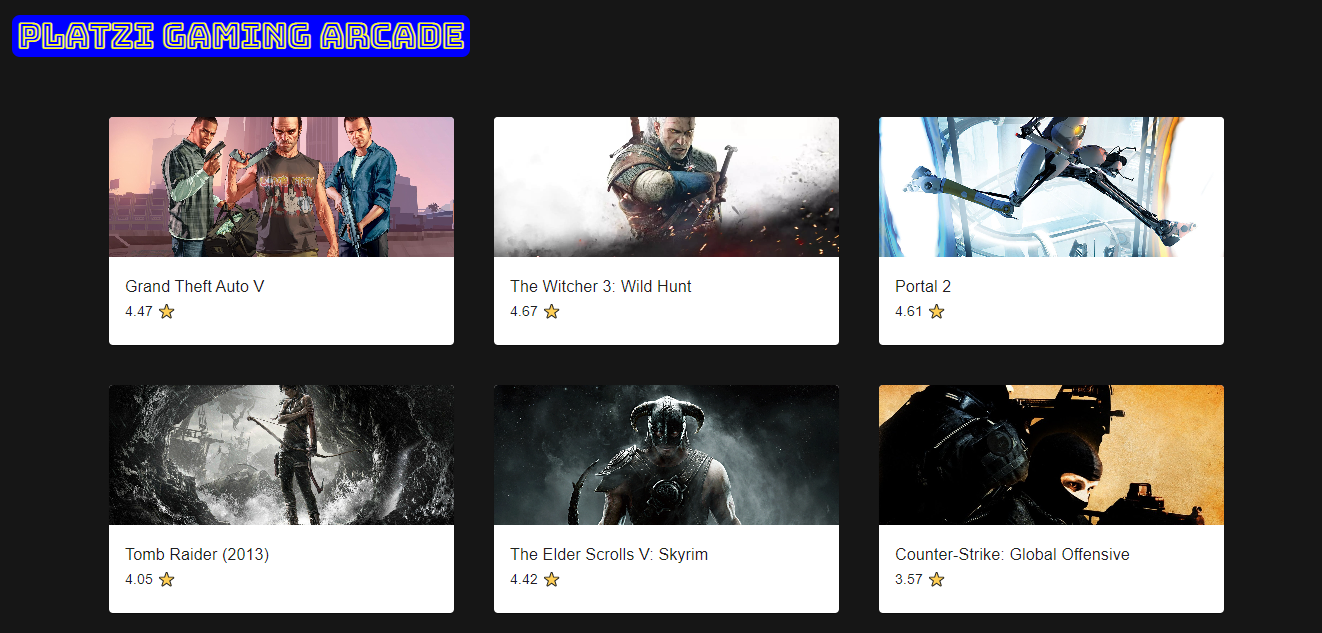 PLATZI GAMING ARCADE
Grand Theft Auto V
4.47 ⭐
The Witcher 3: Wild Hunt
4.67 ⭐
Portal 2
4.61 ⭐
Tomb Raider (2013)
4.05 ⭐
The Elder Scrolls V: Skyrim
4.42 ⭐
Counter-Strike: Global Offensive
3.57 ⭐